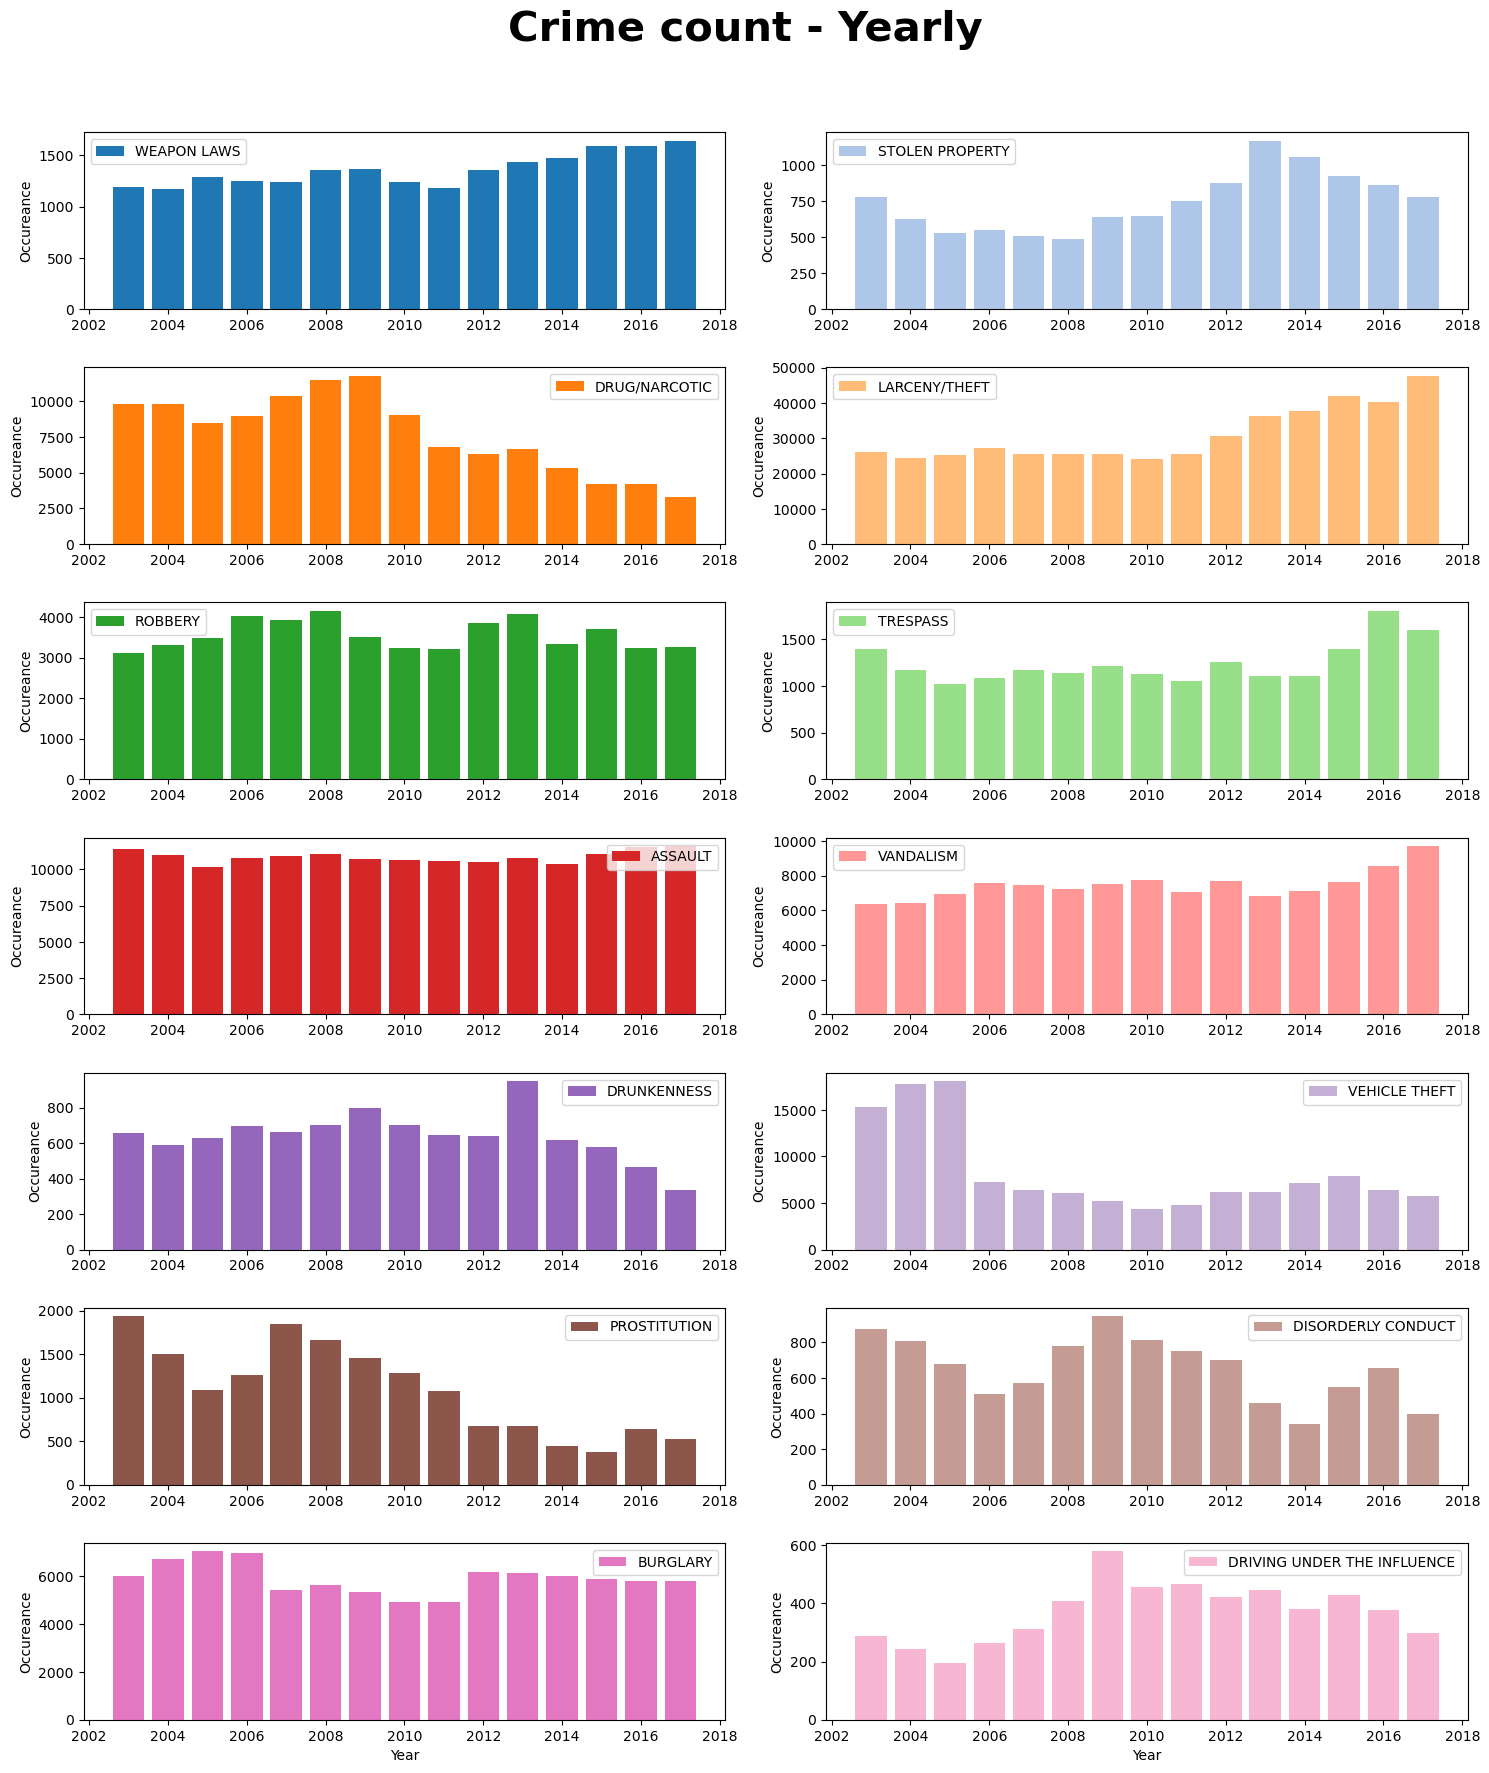 Crime count - Yearly
WEAPON LAWS
Occureance
1500
1000
500
0
2002 2004 2006 2008 2010 2012 2014 2016 2018
STOLEN PROPERTY
Occureance
1000
750
500
250
0
2002 2004 2006 2008 2010 2012 2014 2016 2018
DRUG/NARCOTIC
Occureance
10000
7500
5000
2500
0
2002 2004 2006 2008 2010 2012 2014 2016 2018
LARCENY/THEFT
Occureance
50000
40000
30000
20000
10000
0
2002 2004 2006 2008 2010 2012 2014 2016 2018
ROBBERY
Occureance
4000
3000
2000
1000
0
2002 2004 2006 2008 2010 2012 2014 2016 2018
TRESPASS
Occureance
1500
1000
500
0
2002 2004 2006 2008 2010 2012 2014 2016 2018
ASSAULT
Occureance
10000
7500
5000
2500
0
2002 2004 2006 2008 2010 2012 2014 2016 2018
VANDALISM
Occureance
10000
8000
6000
4000
2000
0
2002 2004 2006 2008 2010 2012 2014 2016 2018
DRUNKENNESS
Occureance
800
600
400
200
0
2002 2004 2006 2008 2010 2012 2014 2016 2018
VEHICLE THEFT
Occureance
15000
10000
5000
0
2002 2004 2006 2008 2010 2012 2014 2016 2018
PROSTITUTION
Occureance
2000
1500
1000
500
0
2002 2004 2006 2008 2010 2012 2014 2016 2018
DISORDERLY CONDUCT
Occureance
800
600
400
200
0
2002 2004 2006 2008 2010 2012 2014 2016 2018
BURGLARY
Occureance
6000
4000
2000
0
2002 2004 2006 2008 2010 2012 2014 2016 2018
Year
DRIVING UNDER THE INFLUENCE
Occureance
600
400
200
0
2002 2004 2006 2008 2010 2012 2014 2016 2018
Year